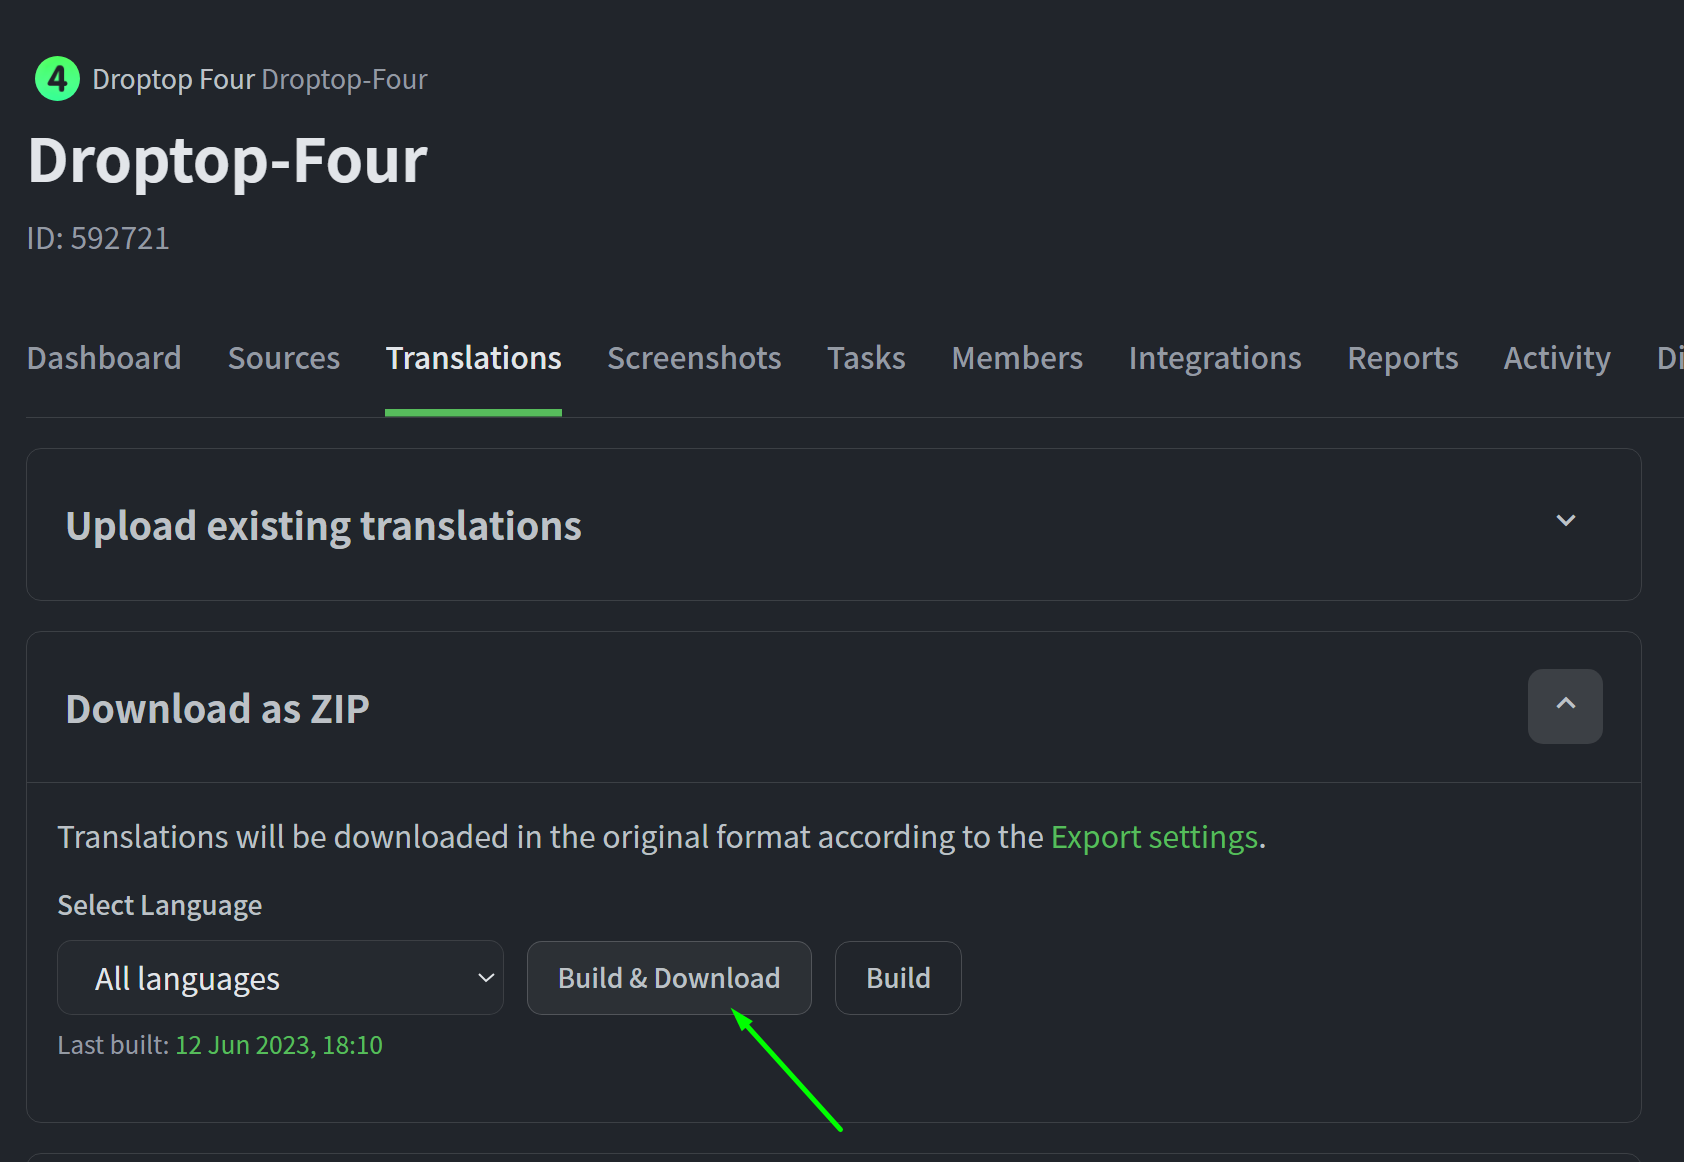 4 Droptop Four Droptop-Four
Droptop-Four
ID: 592721
Dashboard Sources Translations Screenshots Tasks Members Integrations Reports Activity Di
Upload existing translations
Download as ZIP
Translations will be downloaded in the original format according to the Export settings.
Select Language
All languages Build & Download Build
Last built: 12 Jun 2023, 18:10